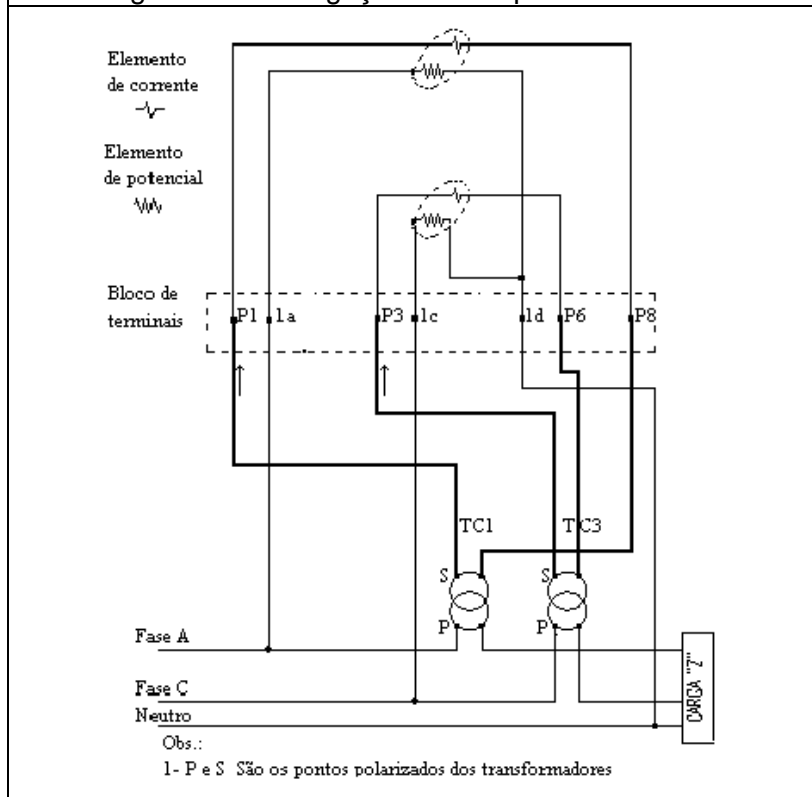 Elemento
de corrente
Elemento
de potencial
Bloco de
terminais
P1 1a P3 1c 1d P6 P8
TC1 TC3
S S
P P
Fase A
Fase C
Neutro
CARGA "Z"
Obs.:
1- P e S São os pontos polarizados dos transformadores